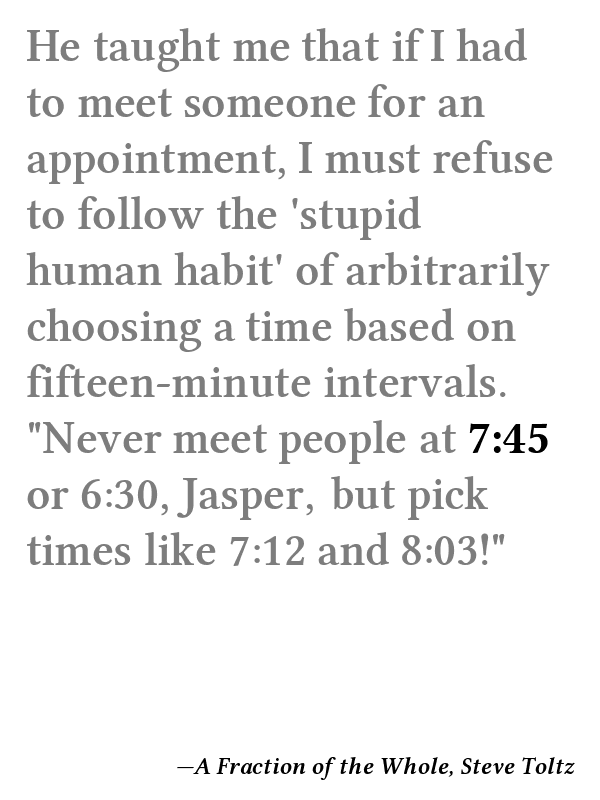 He taught me that if I had
to meet someone for an
appointment, I must refuse
to follow the 'stupid
human habit' of arbitrarily
choosing a time based on
fifteen-minute intervals.
"Never meet people at 7:45
or 6:30, Jasper, but pick
times like 7:12 and 8:03!"
—A Fraction of the Whole, Steve Toltz